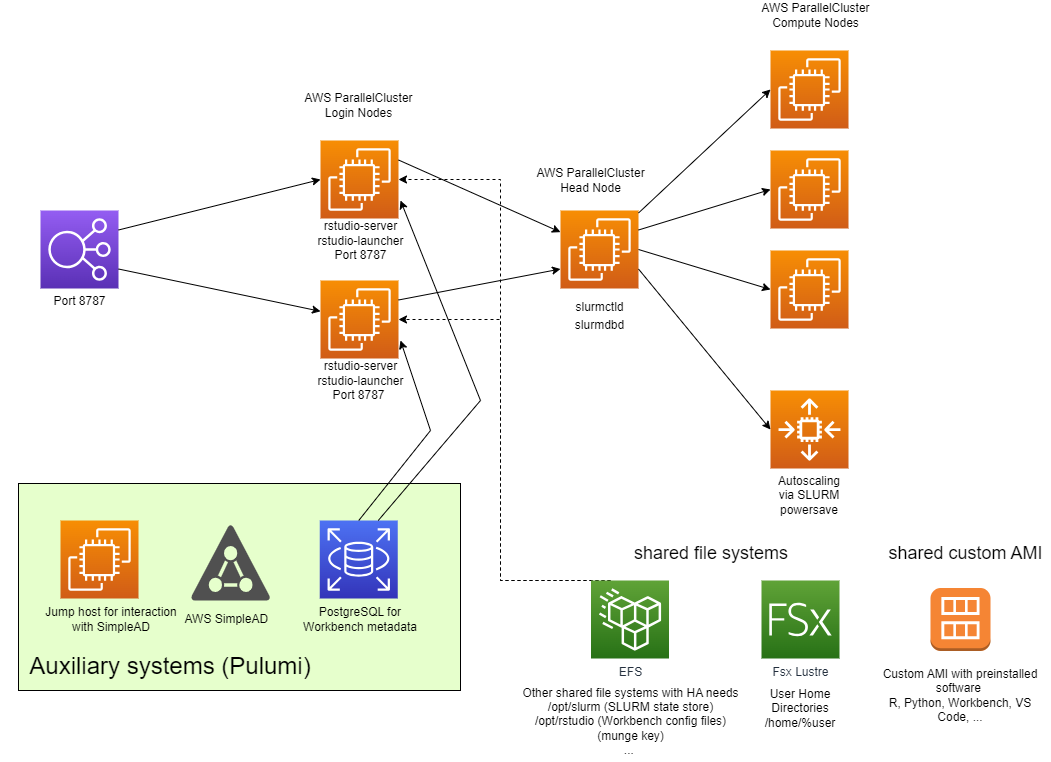 AWS ParallelCluster
Compute Nodes
AWS ParallelCluster
Login Nodes
rstudio-server
rstudio-launcher
Port 8787
AWS ParallelCluster
Head Node
slurmctld
slurmdbd
Port 8787
rstudio-server
rstudio-launcher
Port 8787
Autoscaling
via SLURM
powersave
Jump host for interaction
with SimpleAD
AWS SimpleAD
PostgreSQL for
Workbench metadata
Auxiliary systems (Pulumi)
shared file systems
EFS
Other shared file systems with HA needs
/opt/slurm (SLURM state store)
/opt/rstudio (Workbench config files)
(munge key)
...
FSx
Fsx Lustre
User Home
Directories
/home/%user
shared custom AMI
Custom AMI with preinstalled
software
R, Python, Workbench, VS
Code, ...